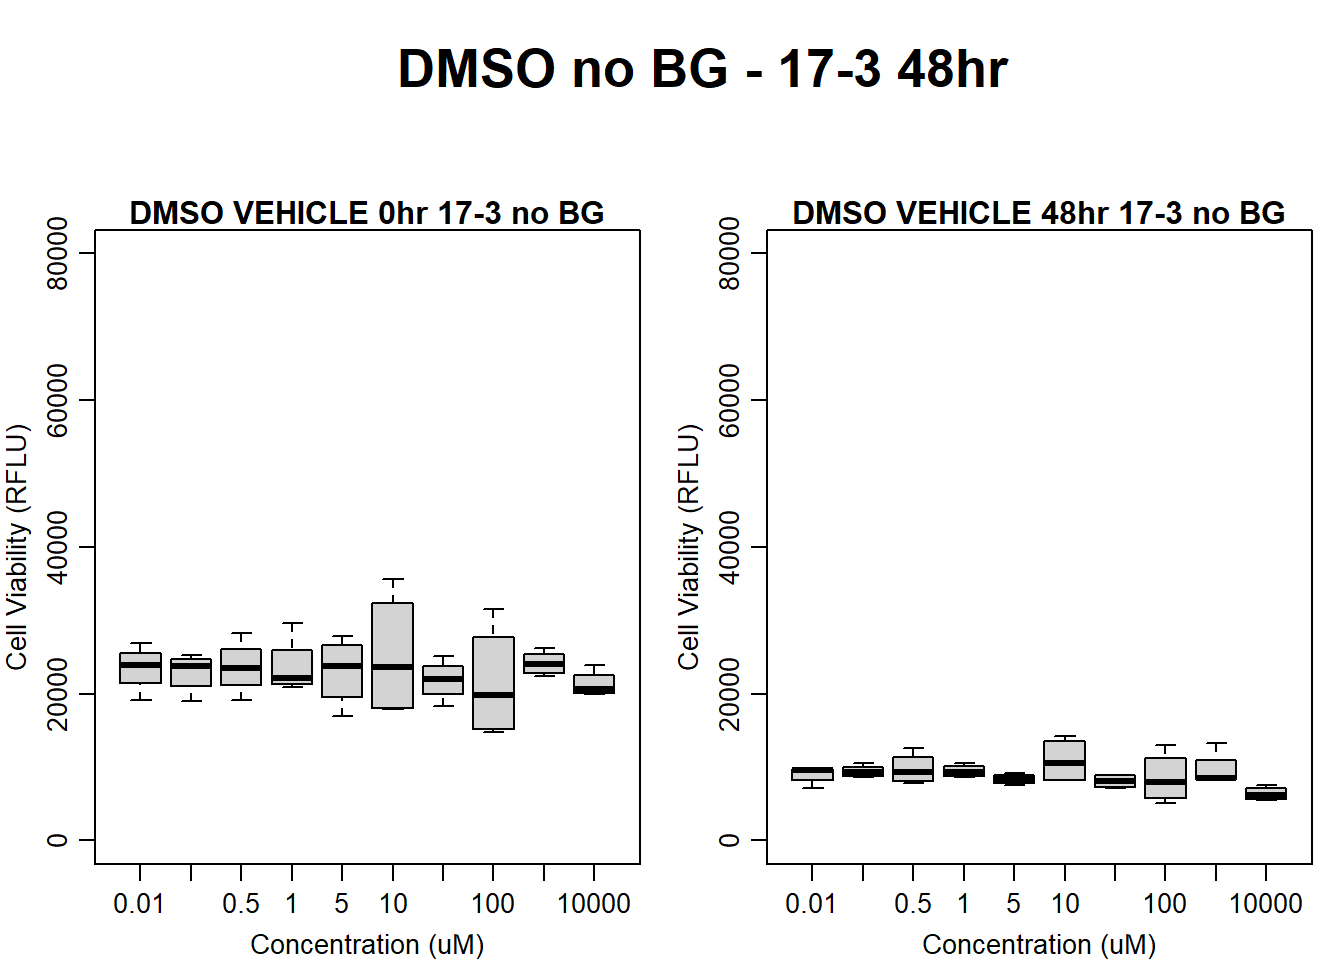 DMSO no BG - 17-3 48hr
DMSO VEHICLE 0hr 17-3 no BG
80000
60000
40000
20000
0
Cell Viability (RFLU)
0.01 0.5 1 5 10 100 10000
Concentration (uM)
DMSO VEHICLE 48hr 17-3 no BG
80000
60000
40000
20000
0
Cell Viability (RFLU)
0.01 0.5 1 5 10 100 10000
Concentration (uM)